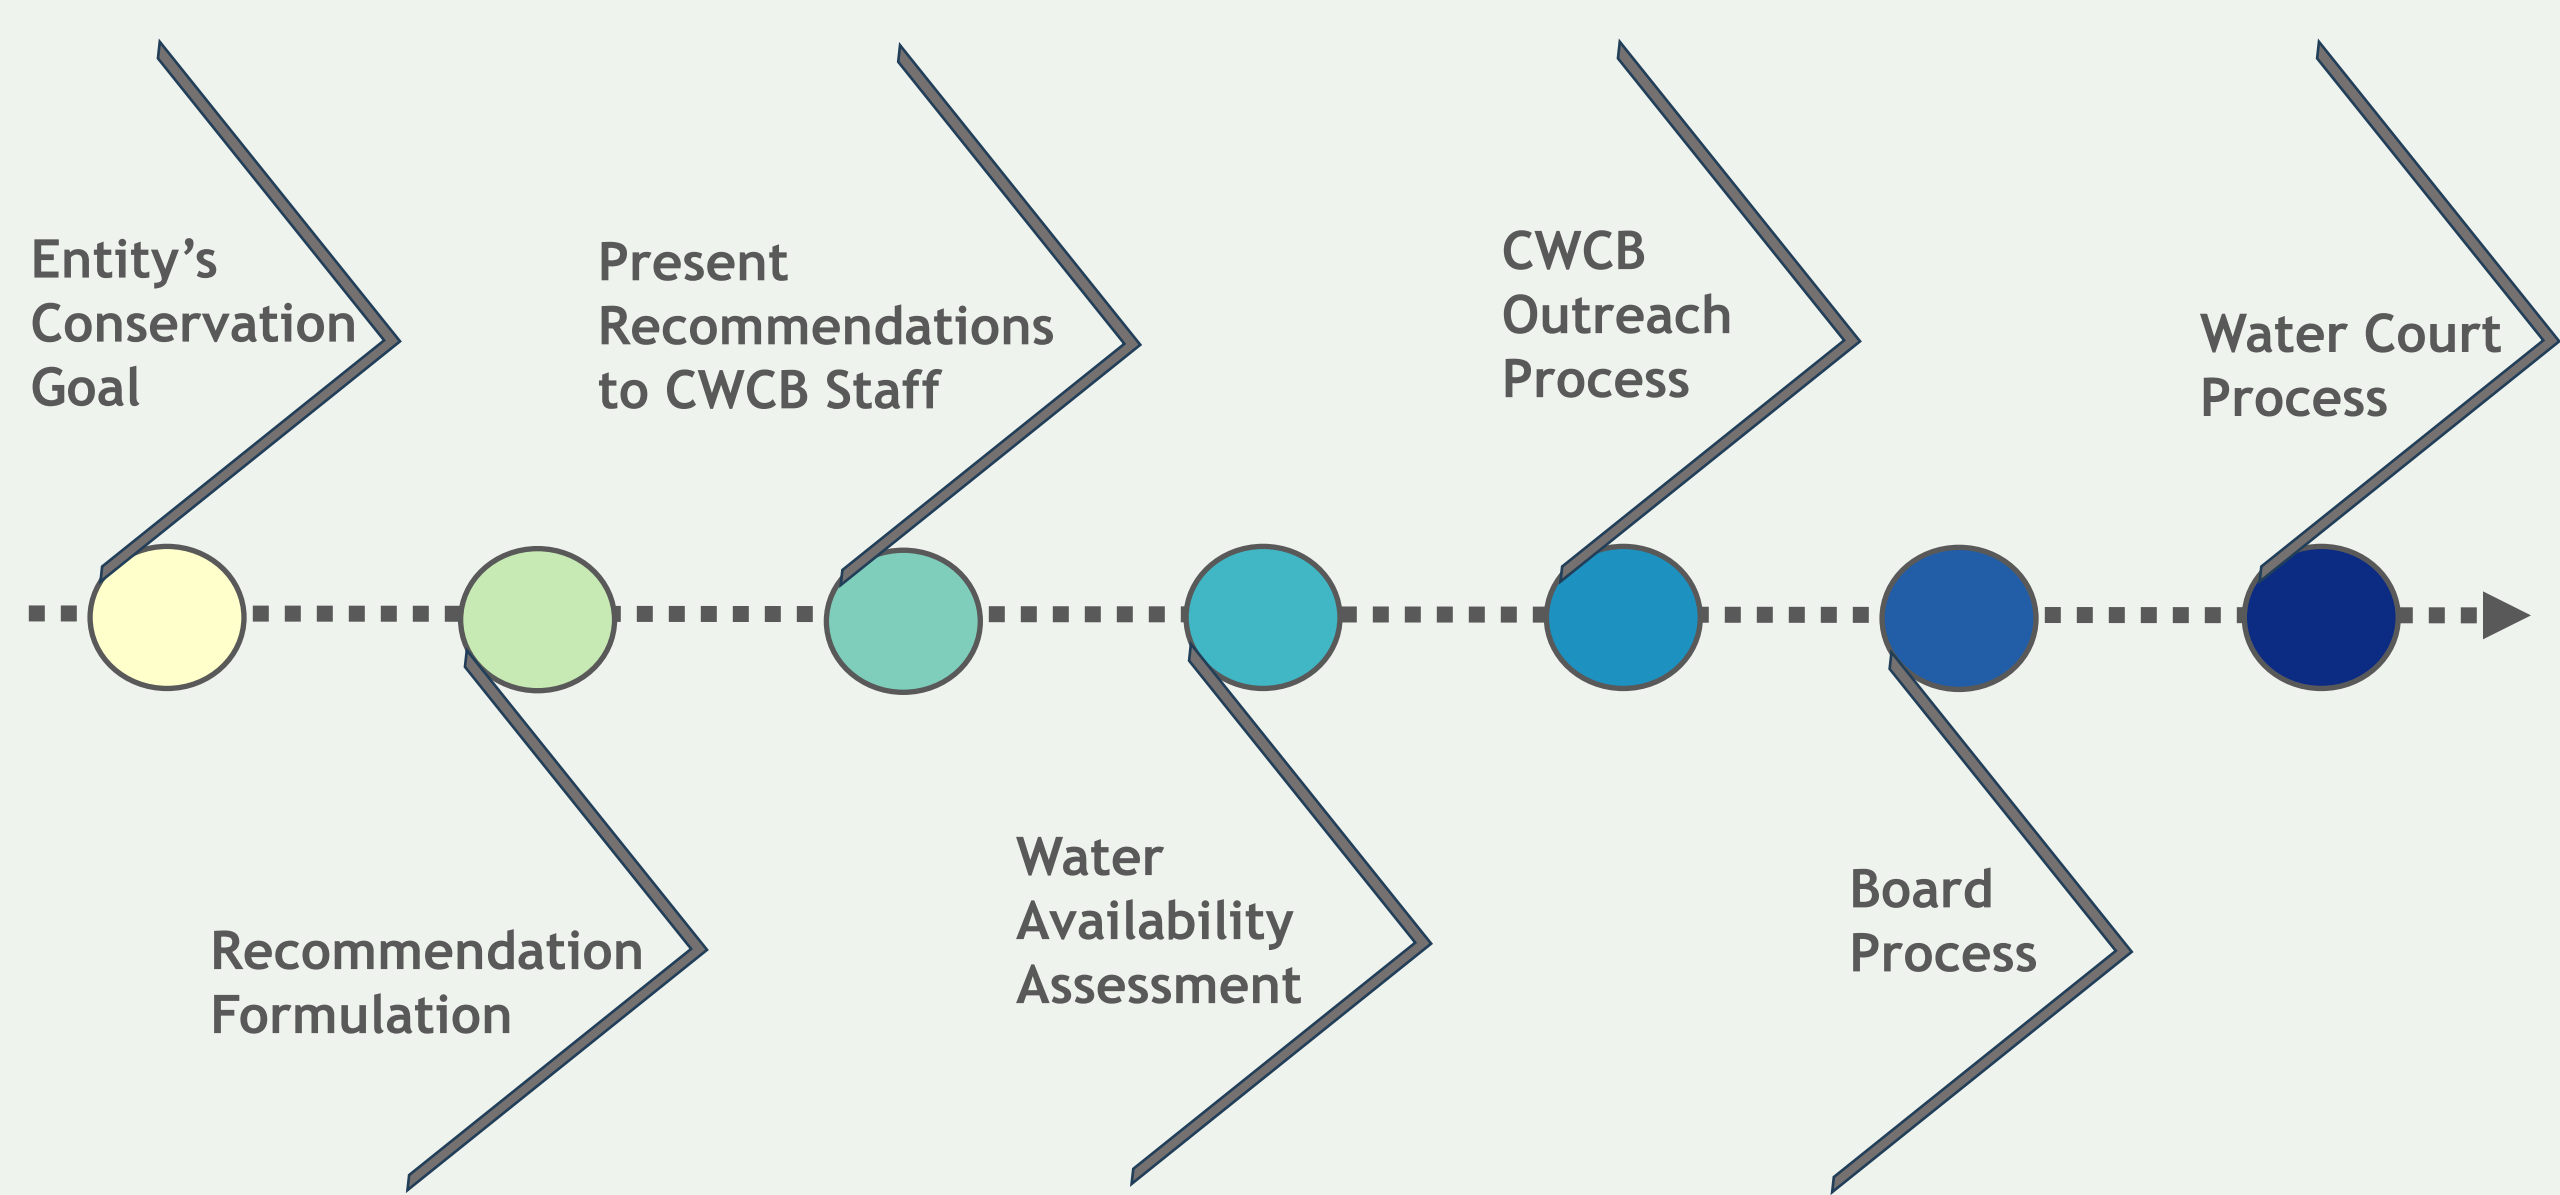 Entity’s
Conservation
Goal
Recommendation
Formulation
Present
Recommendations
to CWCB Staff
Water
Availability
Assessment
CWCB
Outreach
Process
Board
Process
Water Court
Process